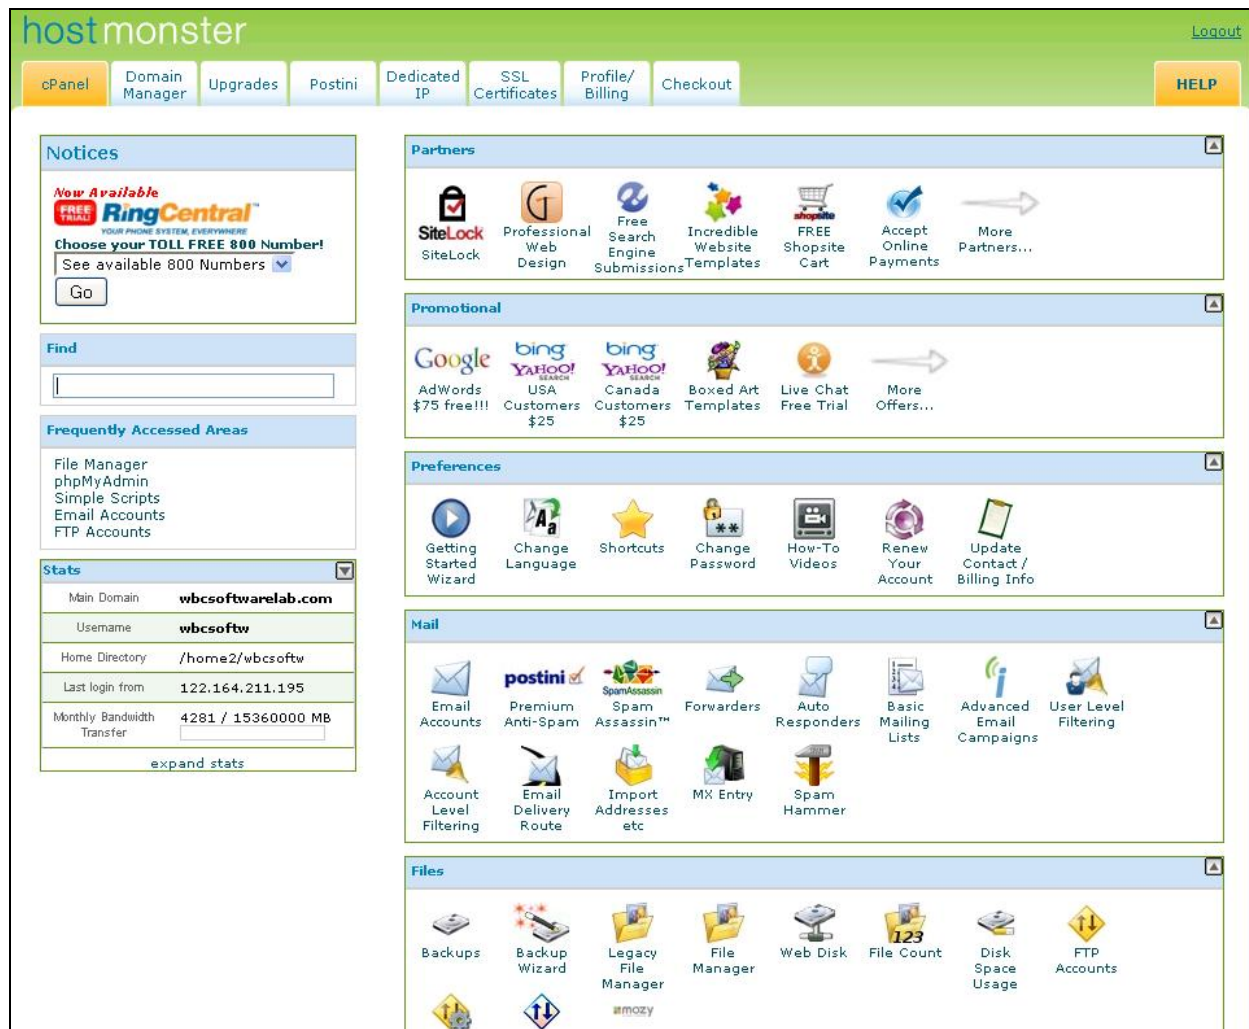 hostmonster
Logout
cPanel
Domain
Manager
Upgrades
Postini
Dedicated
IP
SSL
Certificates
Profile/
Billing
Checkout
HELP
Notices
Now Available
FREE
TRIAL!
RingCentral™
YOUR PHONE SYSTEM, EVERYWHERE
Choose your TOLL FREE 800 Number!
See available 800 Numbers
Go
Find
Frequently Accessed Areas
File Manager
phpMyAdmin
Simple Scripts
Email Accounts
FTP Accounts
Stats
Main Domain wbcsoftwarelab.com
Username wbcsoftw
Home Directory /home2/wbcsoftw
Last login from 122.164.211.195
Monthly Bandwidth
Transfer
4281 / 15360000 MB
expand stats
Partners
SiteLock
SiteLock
Professional
Web
Design
Free
Search
Engine
Submissions
Incredible
Website
Templates
shopsite
FREE
Shopsite
Cart
Accept
Online
Payments
More
Partners...
Promotional
Google
AdWords
$75 free!!!
bing
YAHOO!
SEARCH
USA
Customers
$25
bing
YAHOO!
SEARCH
Canada
Customers
$25
Boxed Art
Templates
Live Chat
Free Trial
More
Offers...
Preferences
Getting
Started
Wizard
Change
Language
Shortcuts
Change
Password
How-To
Videos
Renew
Your
Account
Update
Contact /
Billing Info
Mail
Email
Accounts
postini
Premium
Anti-Spam
SpamAssassin
Spam
Assassin™
Forwarders
Auto
Responders
Basic
Mailing
Lists
Advanced
Email
Campaigns
User Level
Filtering
Account
Level
Filtering
Email
Delivery
Route
Import
Addresses
etc
MX Entry
Spam
Hammer
Files
Backups
Backup
Wizard
Legacy
File
Manager
File
Manager
Web Disk
123
File Count
Disk
Space
Usage
FTP
Accounts
mozy